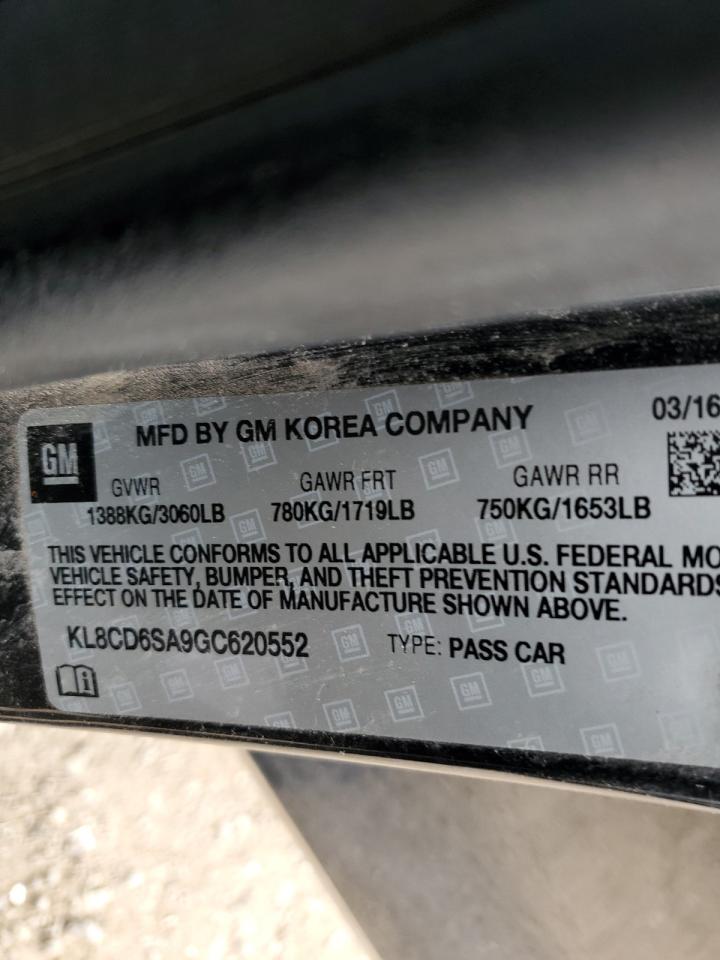 03/16
MFD BY GM KOREA COMPANY
GM
GVWR GAWR FRT GAWR RR
1388KG/3060LB 780KG/1719LB 750KG/1653LB
THIS VEHICLE CONFORMS TO ALL APPLICABLE U.S. FEDERAL MO
VEHICLE SAFETY, BUMPER, AND THEFT PREVENTION STANDARDS
EFFECT ON THE DATE OF MANUFACTURE SHOWN ABOVE.
KL8CD6SA9GC620552 TYPE: PASS CAR